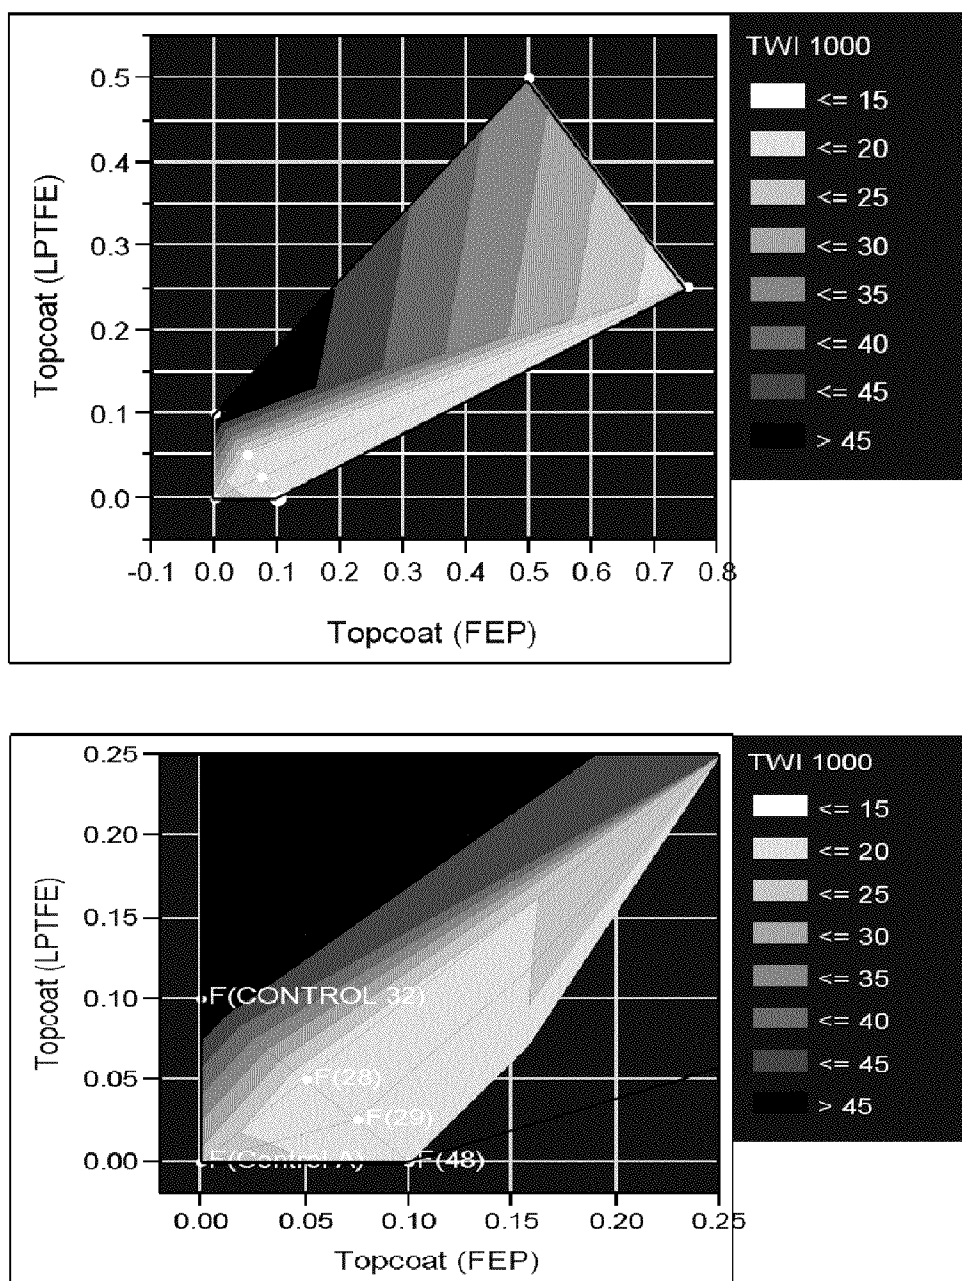 TWI 1000
<= 15
<= 20
<= 25
<= 30
<= 35
<= 40
<= 45
> 45
Topcoat (LPTFE)
0.5
0.4
0.3
0.2
0.1
0.0
-0.1 0.0 0.1 0.2 0.3 0.4 0.5 0.6 0.7 0.8
Topcoat (FEP)
TWI 1000
<= 15
<= 20
<= 25
<= 30
<= 35
<= 40
<= 45
> 45
Topcoat (LPTFE)
0.25
0.20
0.15
0.10
0.05
0.00
F(CONTROL 32)
F(28)
F(29)
F(Control A)
F(48)
0.00 0.05 0.10 0.15 0.20 0.25
Topcoat (FEP)